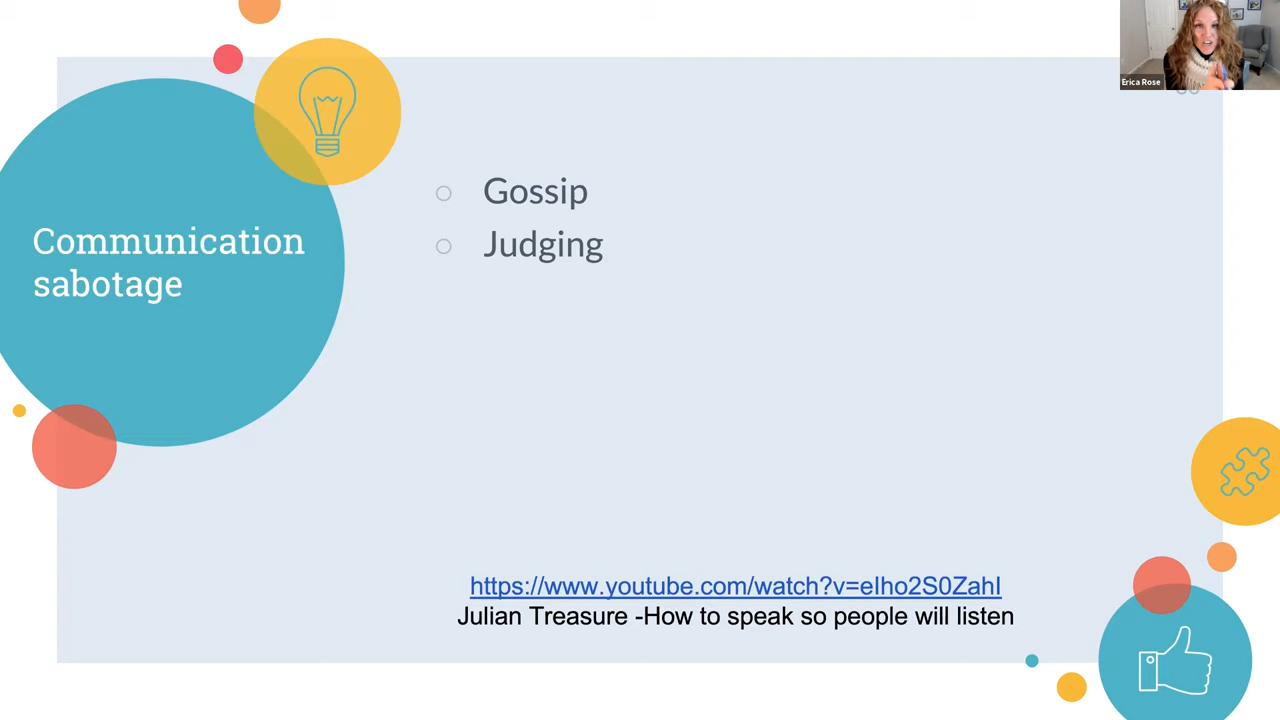 Erica Rose
Communication
sabotage
Gossip
Judging
https://www.youtube.com/watch?v=eIho2S0ZahI
Julian Treasure -How to speak so people will listen